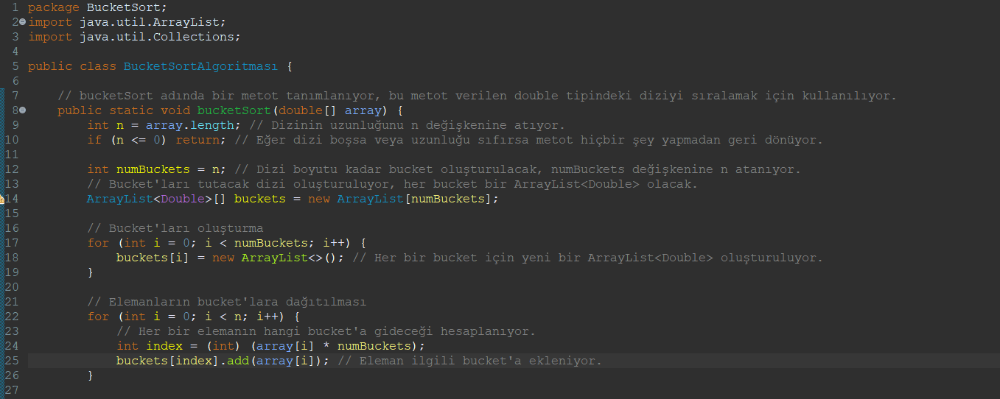 1 package BucketSort;
2 import java.util.ArrayList;
3 import java.util.Collections;
4
5 public class BucketSortAlgoritması {
6
7     // bucketSort adında bir metot tanımlanıyor, bu metot verilen double tipindeki diziyi sıralamak için kullanılıyor.
8     public static void bucketSort(double[] array) {
9         int n = array.length; // Dizinin uzunluğunu n değişkenine atıyor.
10         if (n <= 0) return; // Eğer dizi boşsa veya uzunluğu sıfırsa metot hiçbir şey yapmadan geri dönüyor.
11
12         int numBuckets = n; // Dizi boyutu kadar bucket oluşturulacak, numBuckets değişkenine n atanıyor.
13         // Bucket'ları tutacak dizi oluşturuluyor, her bucket bir ArrayList<Double> olacak.
14         ArrayList<Double>[] buckets = new ArrayList[numBuckets];
15
16         // Bucket'ları oluşturma
17         for (int i = 0; i < numBuckets; i++) {
18             buckets[i] = new ArrayList<>(); // Her bir bucket için yeni bir ArrayList<Double> oluşturuluyor.
19         }
20
21         // Elemanların bucket'lara dağıtılması
22         for (int i = 0; i < n; i++) {
23             // Her bir elemanın hangi bucket'a gideceği hesaplanıyor.
24             int index = (int) (array[i] * numBuckets);
25             buckets[index].add(array[i]); // Eleman ilgili bucket'a ekleniyor.
26         }
27